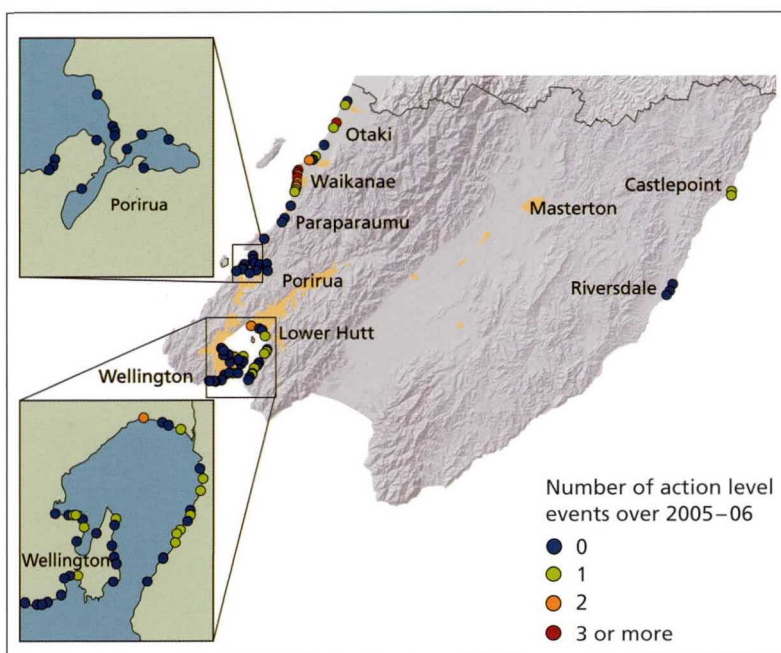 Otaki
Waikanae
Paraparaumu
Porirua
Lower Hutt
Wellington
Masterton
Castlepoint
Riversdale
Porirua
Wellington
Number of action level
events over 2005–06
0
1
2
3 or more